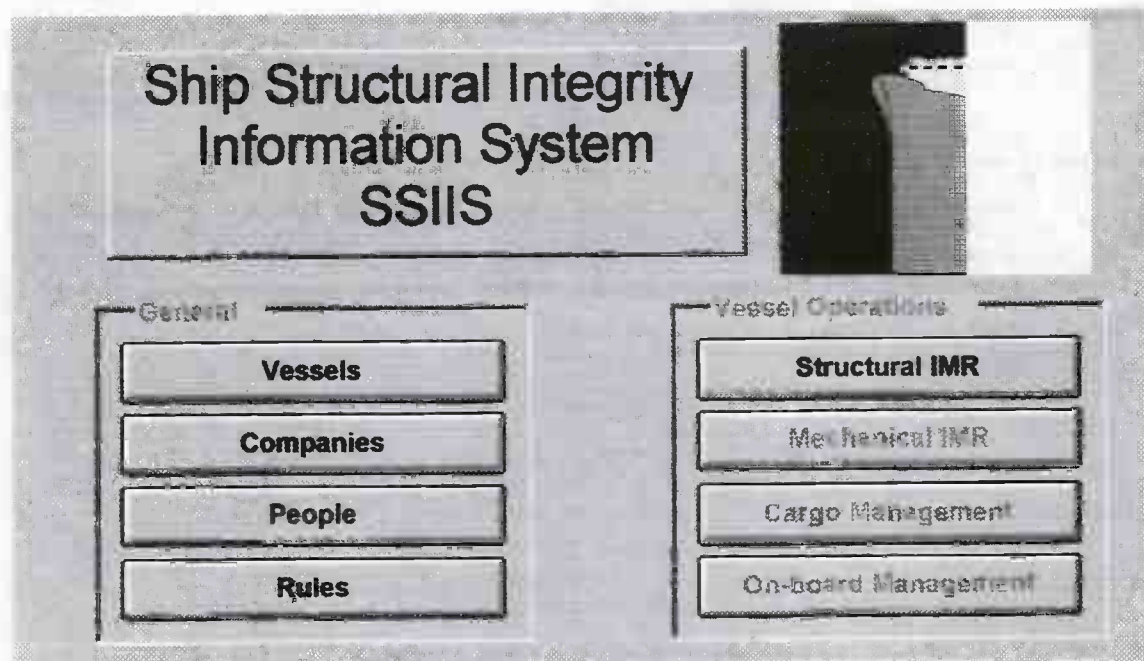 Ship Structural Integrity
Information System
SSIIS
General
Vessels
Companies
People
Rules
Vessel Operations
Structural IMR
Mechanical IMR
Cargo Management
On-board Management